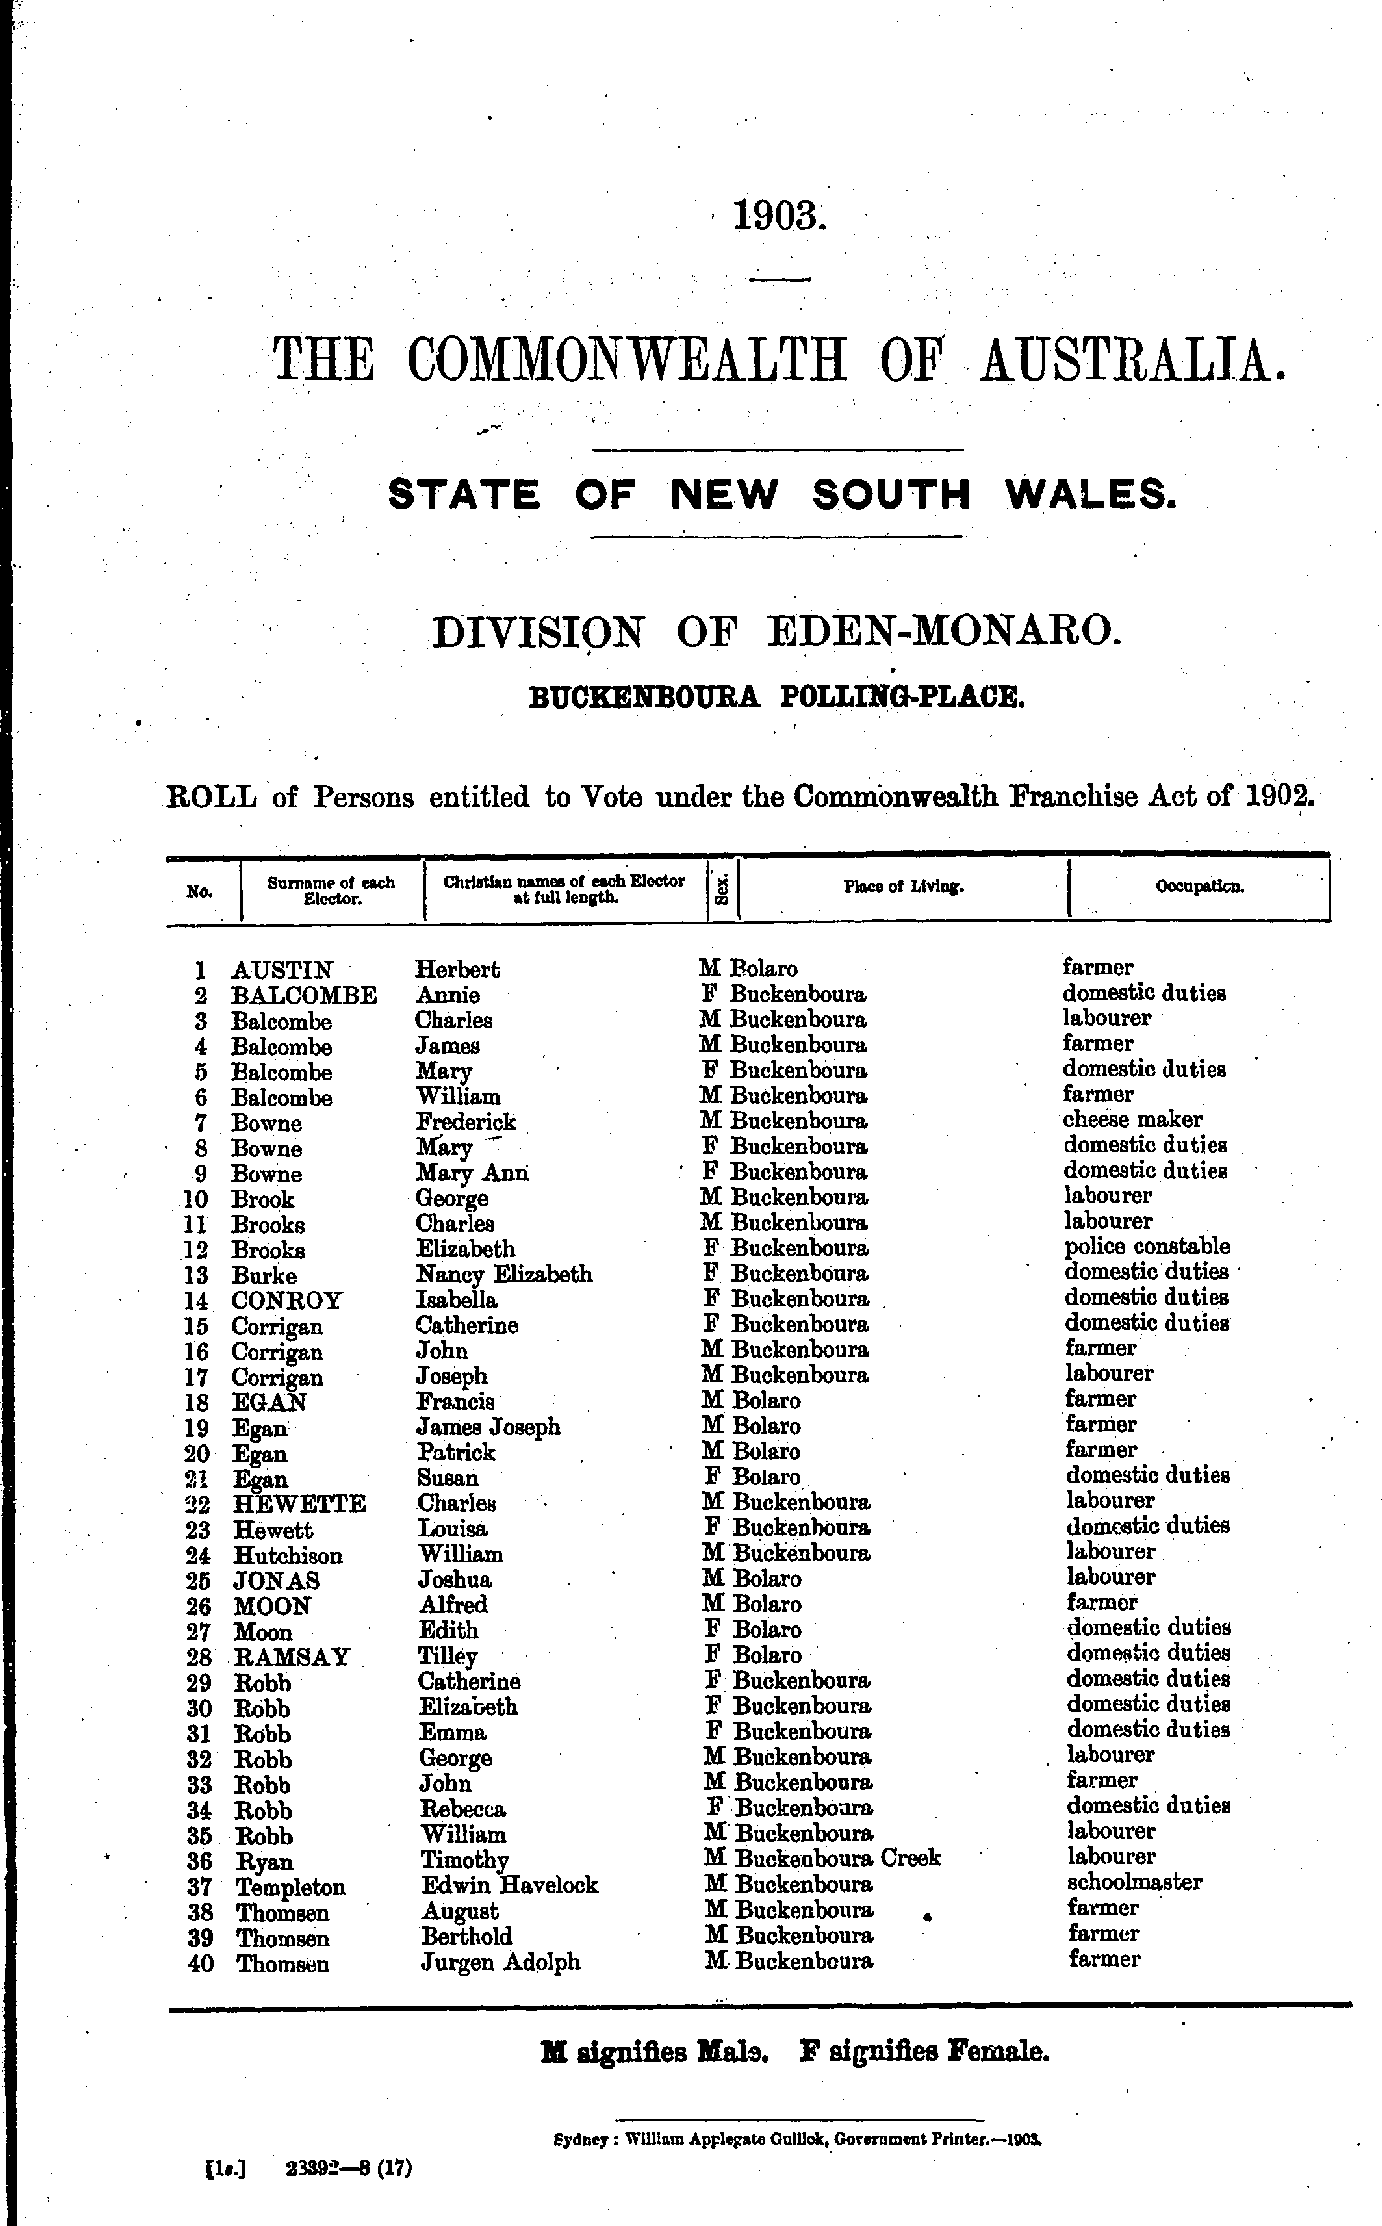 1903.
THE COMMONWEALTH OF AUSTRALIA.
STATE OF NEW SOUTH WALES.
DIVISION OF EDEN-MONARO.
BUCKENBOURA POLLING-PLACE.
ROLL of Persons entitled to Vote under the Commonwealth Franchise Act of 1902.
No. Surname of each Elector. Christian names of each Elector at full length. Sex. Place of Living. Occupation.
1 AUSTIN Herbert M Bolaro farmer
2 BALCOMBE Annie F Buckenboura domestic duties
3 Balcombe Charles M Buckenboura labourer
4 Balcombe James M Buckenboura farmer
5 Balcombe Mary F Buckenboura domestic duties
6 Balcombe William M Buckenboura farmer
7 Bowne Frederick M Buckenboura cheese maker
8 Bowne Mary F Buckenboura domestic duties
9 Bowne Mary Ann F Buckenboura domestic duties
10 Brook George M Buckenboura labourer
11 Brooks Charles M Buckenboura labourer
12 Brooks Elizabeth F Buckenboura police constable
13 Burke Nancy Elizabeth F Buckenboura domestic duties
14 CONROY Isabella F Buckenboura domestic duties
15 Corrigan Catherine F Buckenboura domestic duties
16 Corrigan John M Buckenboura farmer
17 Corrigan Joseph M Buckenboura labourer
18 EGAN Francis M Bolaro farmer
19 Egan James Joseph M Bolaro farmer
20 Egan Patrick M Bolaro farmer
21 Egan Susan F Bolaro domestic duties
22 HEWETTE Charles M Buckenboura labourer
23 Hewett Louisa F Buckenboura domestic duties
24 Hutchison William M Buckenboura labourer
25 JONAS Joshua M Bolaro labourer
26 MOON Alfred M Bolaro farmer
27 Moon Edith F Bolaro domestic duties
28 RAMSAY Tilley F Bolaro domestic duties
29 Robb Catherine F Buckenboura domestic duties
30 Robb Elizabeth F Buckenboura domestic duties
31 Robb Emma F Buckenboura domestic duties
32 Robb George M Buckenboura labourer
33 Robb John M Buckenboura farmer
34 Robb Rebecca F Buckenboura domestic duties
35 Robb William M Buckenboura labourer
36 Ryan Timothy M Buckenboura Creek labourer
37 Templeton Edwin Havelock M Buckenboura schoolmaster
38 Thomsen August M Buckenboura farmer
39 Thomsen Berthold M Buckenboura farmer
40 Thomsen Jurgen Adolph M Buckenboura farmer
M signifies Male. F signifies Female.
Sydney : William Applegate Gullick, Government Printer.—1903.
[1s.] 23392—8 (17)